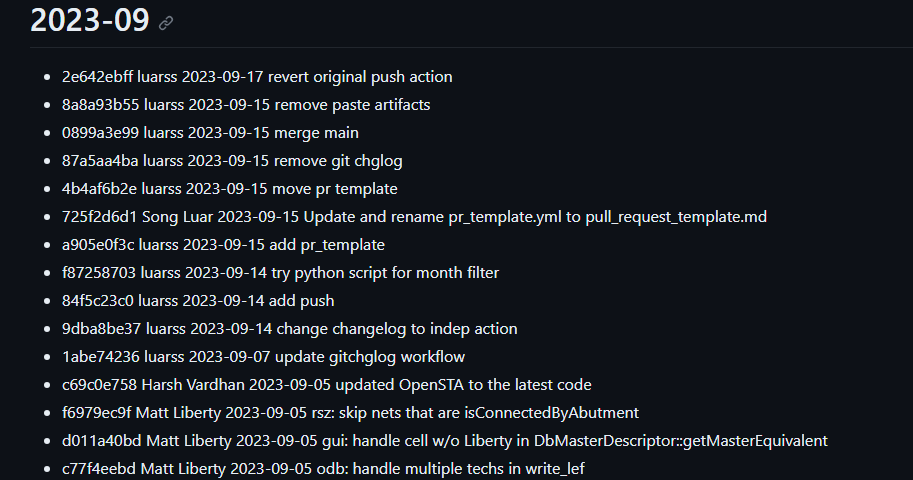 2023-09
2e642ebff luarss 2023-09-17 revert original push action
8a8a93b55 luarss 2023-09-15 remove paste artifacts
0899a3e99 luarss 2023-09-15 merge main
87a5aa4ba luarss 2023-09-15 remove git chglog
4b4af6b2e luarss 2023-09-15 move pr template
725f2d6d1 Song Luar 2023-09-15 Update and rename pr_template.yml to pull_request_template.md
a905e0f3c luarss 2023-09-15 add pr_template
f87258703 luarss 2023-09-14 try python script for month filter
84f5c23c0 luarss 2023-09-14 add push
9dba8be37 luarss 2023-09-14 change changelog to indep action
1abe74236 luarss 2023-09-07 update gitchglog workflow
c69c0e758 Harsh Vardhan 2023-09-05 updated OpenSTA to the latest code
f6979ec9f Matt Liberty 2023-09-05 rsz: skip nets that are isConnectedByAbutment
d011a40bd Matt Liberty 2023-09-05 gui: handle cell w/o Liberty in DbMasterDescriptor::getMasterEquivalent
c77f4eebd Matt Liberty 2023-09-05 odb: handle multiple techs in write_lef